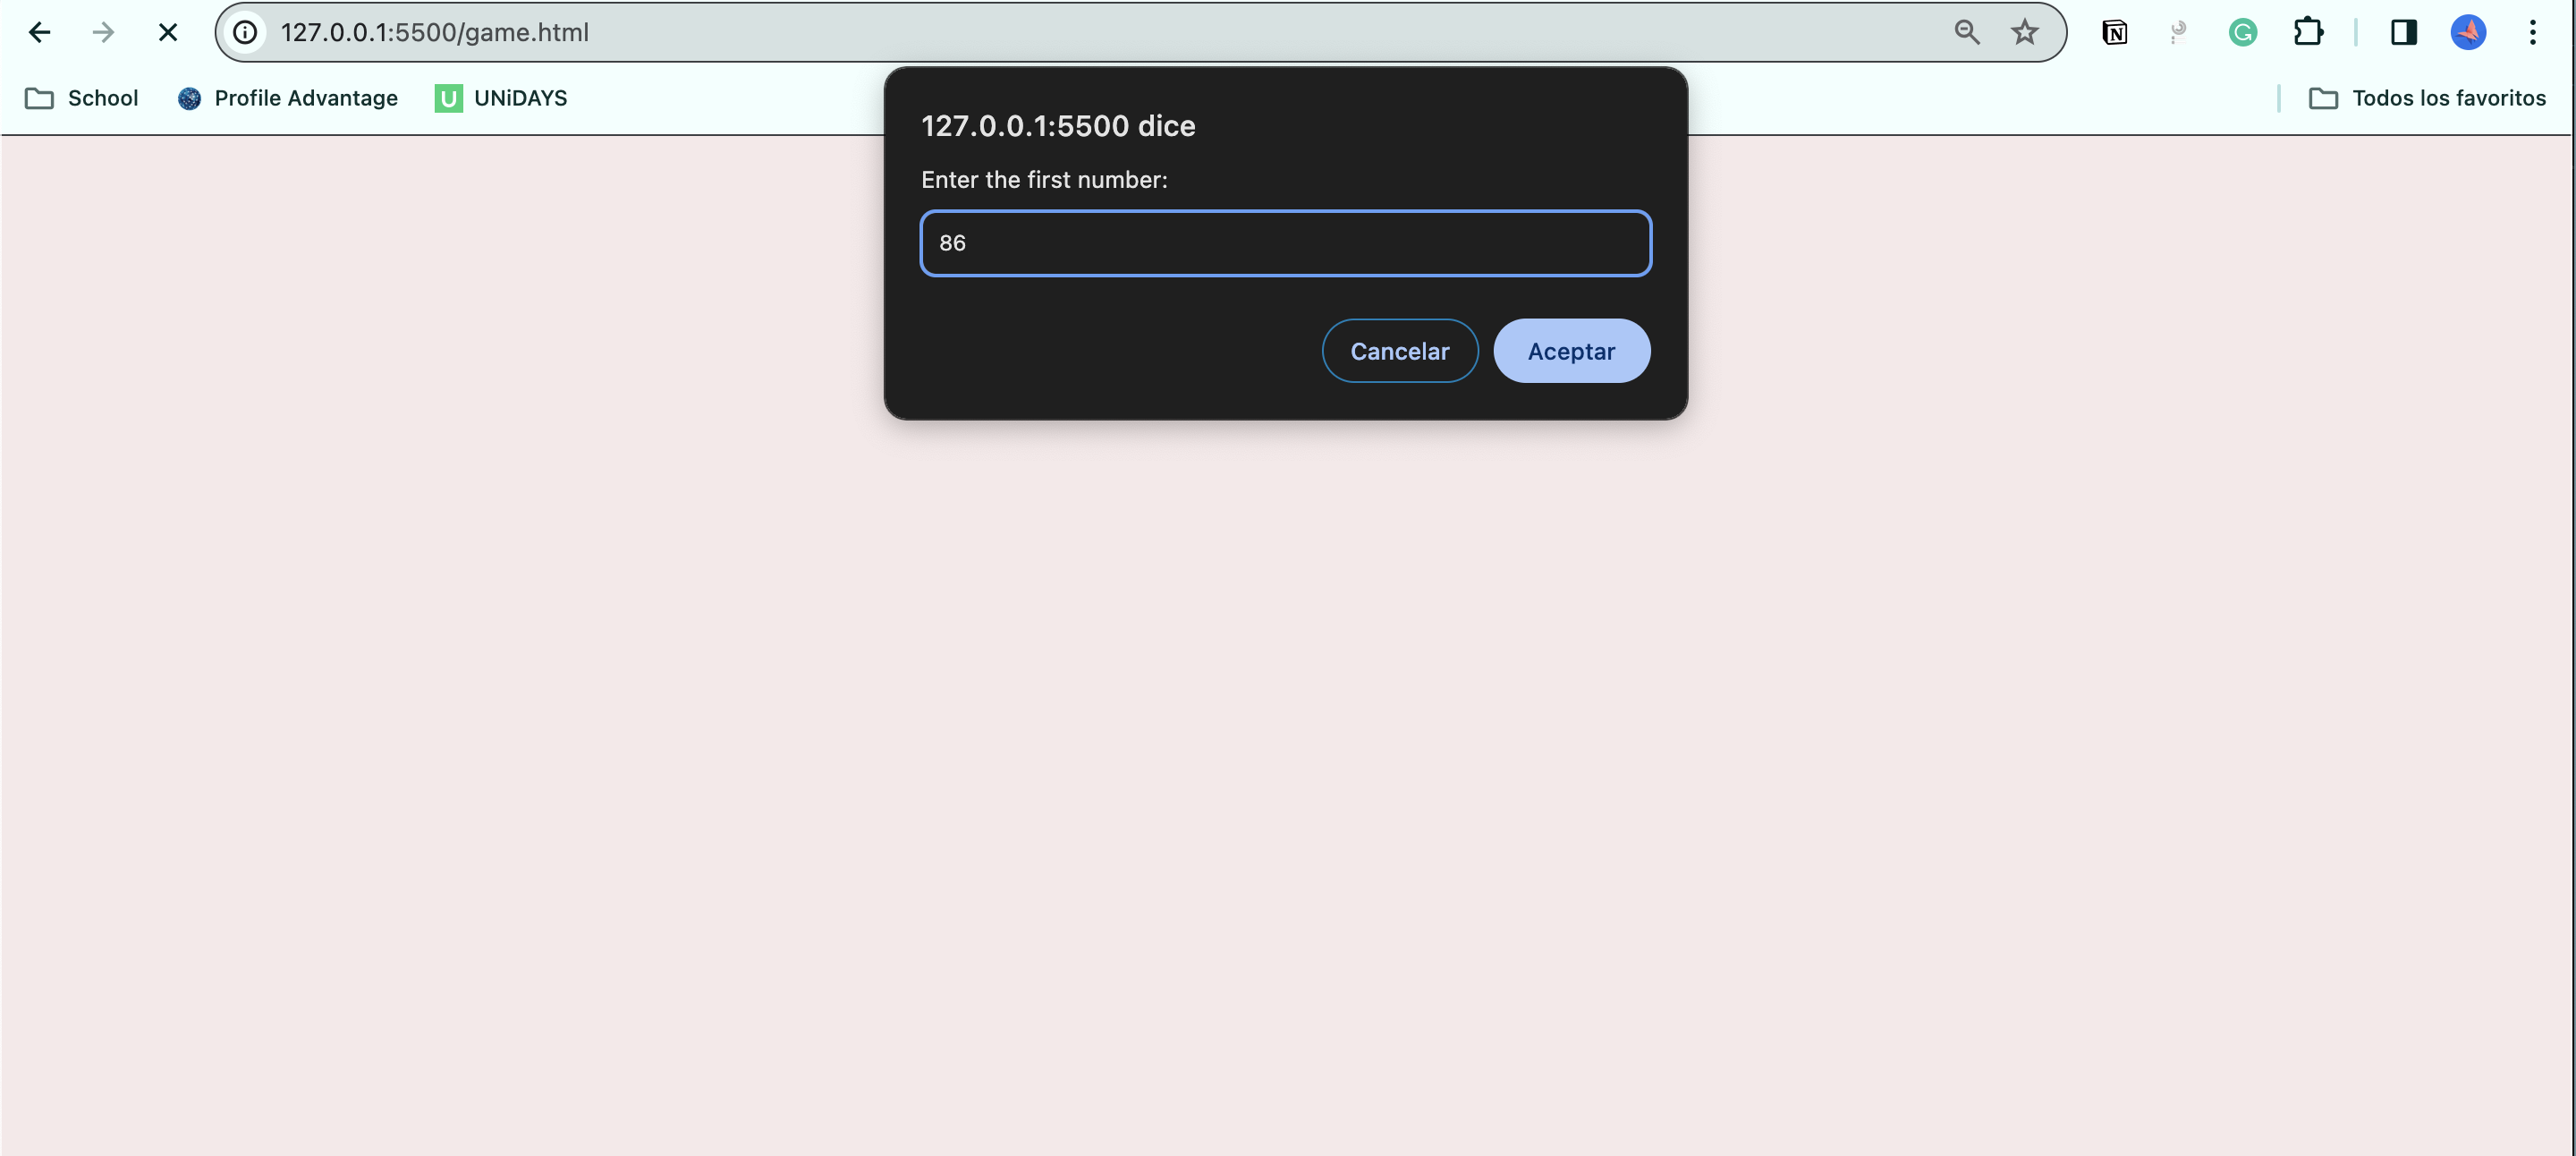 127.0.0.1:5500/game.html
School
Profile Advantage
U UNiDAYS
Todos los favoritos
127.0.0.1:5500 dice
Enter the first number:
86
Cancelar
Aceptar